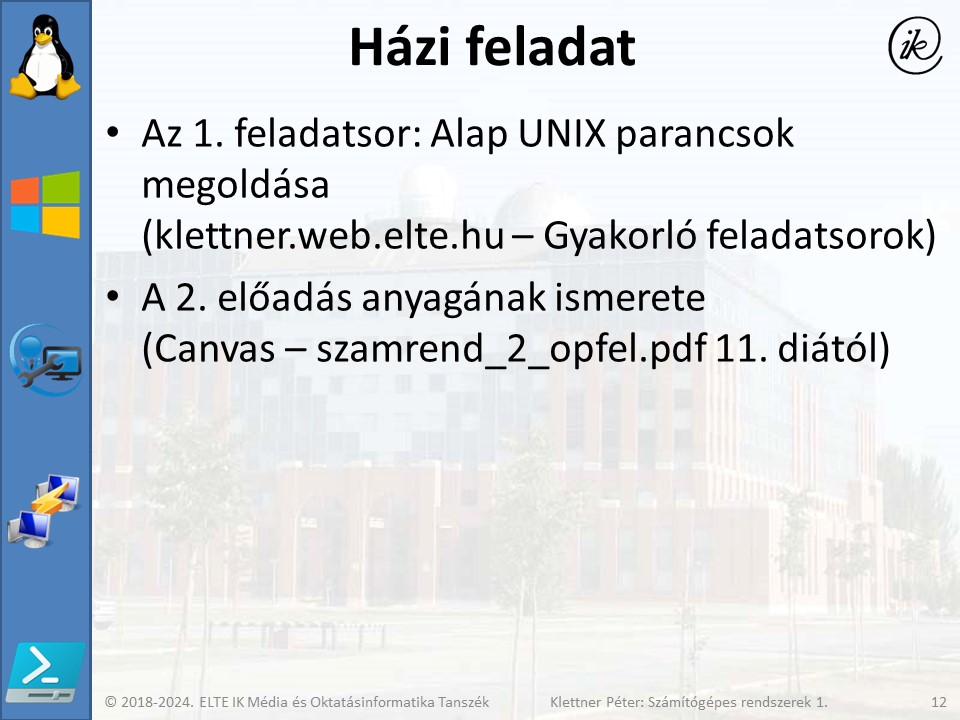 Házi feladat
ik
• Az 1. feladatsor: Alap UNIX parancsok
megoldása
(klettner.web.elte.hu – Gyakorló feladatsorok)
• A 2. előadás anyagának ismerete
(Canvas – szamrend_2_opfel.pdf 11. diától)
© 2018-2024. ELTE IK Média és Oktatásinformatika Tanszék
Klettner Péter: Számítógépes rendszerek 1.
12